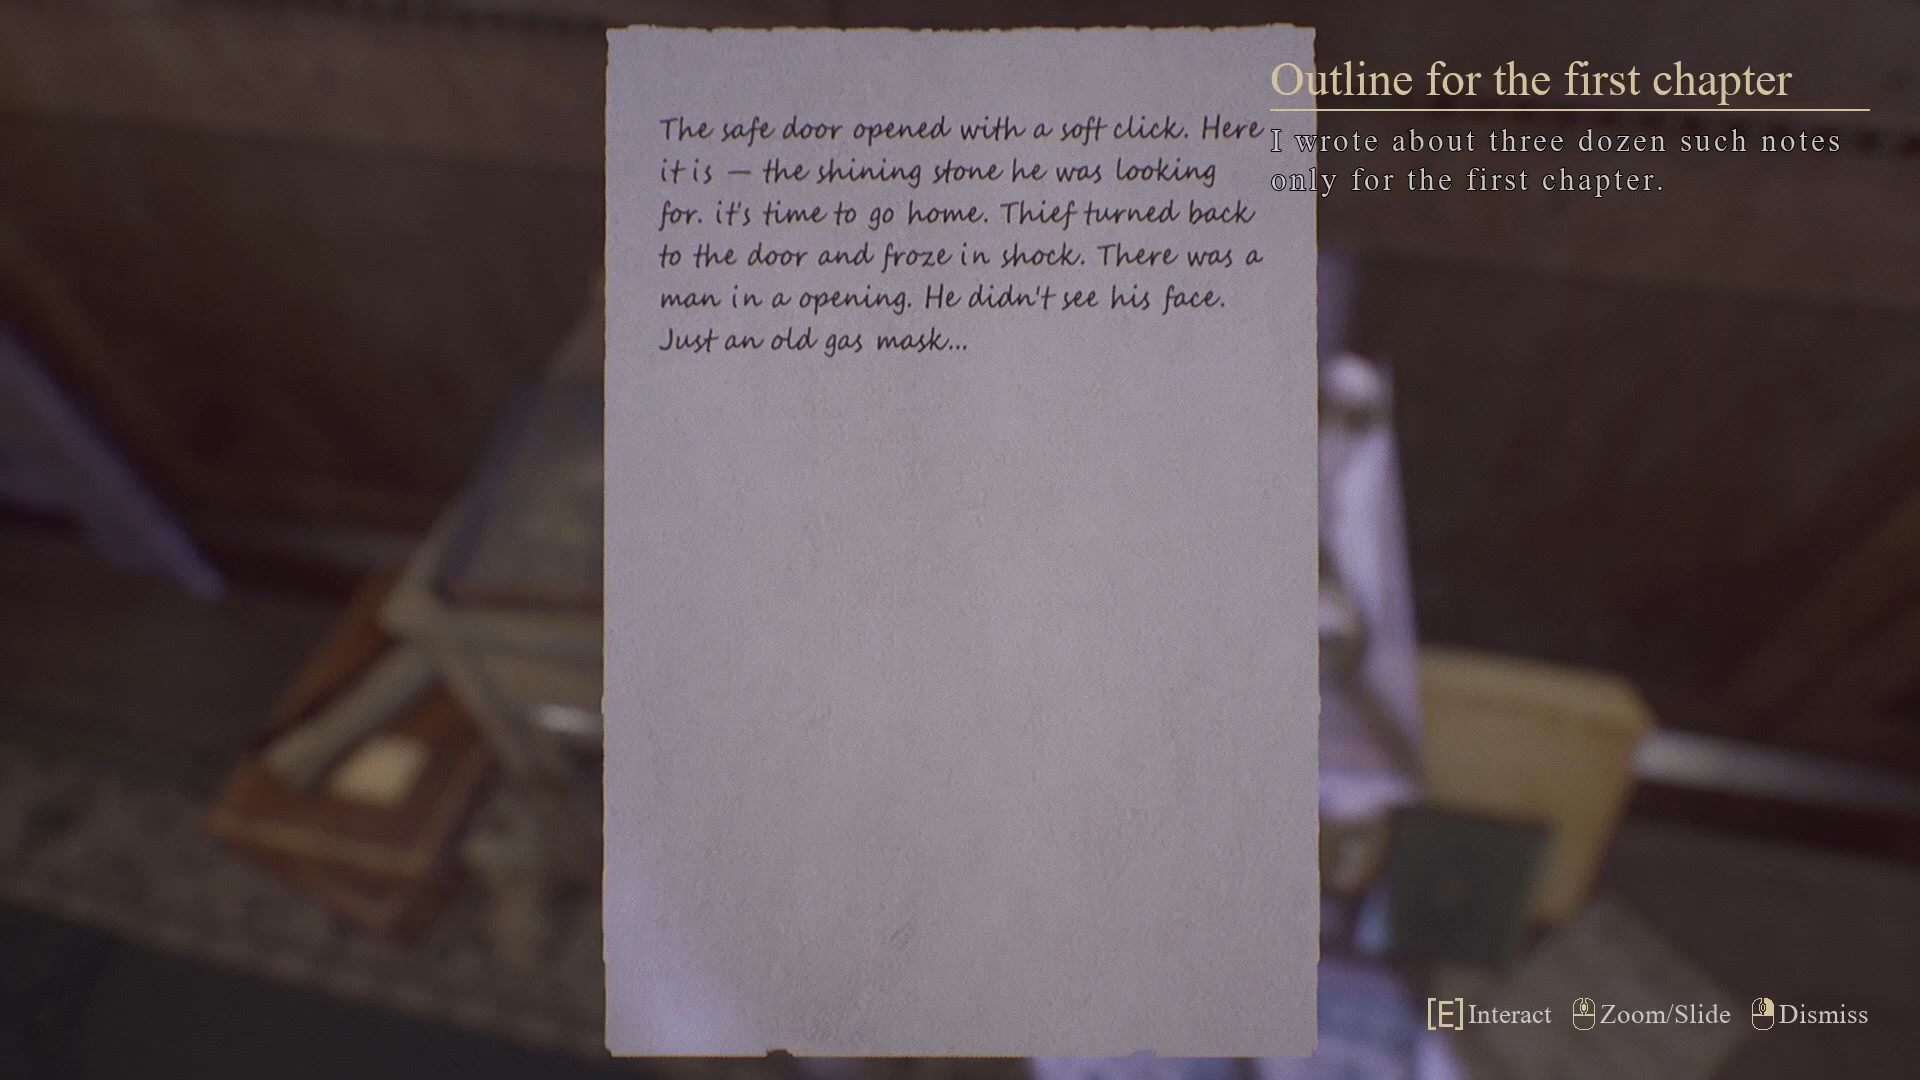 The safe door opened with a soft click. Here
it is — the shining stone he was looking
for. it's time to go home. Thief turned back
to the door and froze in shock. There was a
man in a opening. He didn't see his face.
Just an old gas mask...
Outline for the first chapter
I wrote about three dozen such notes
only for the first chapter.
[E] Interact Zoom/Slide Dismiss